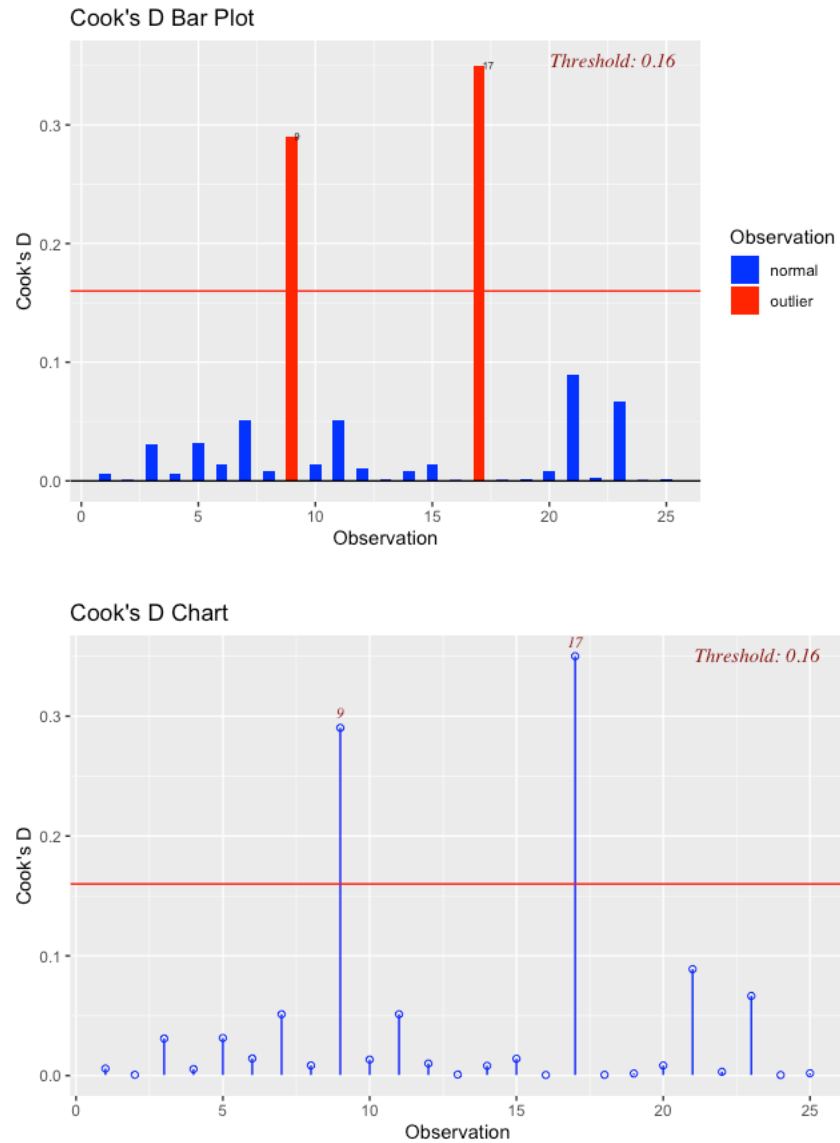 Cook's D Bar Plot
Threshold: 0.16
17
0.3
9
0.2
0.1
0.0
Cook's D
0 5 10 15 20 25
Observation
Observation
normal
outlier
Cook's D Chart
17
Threshold: 0.16
9
0.3
0.2
0.1
0.0
Cook's D
0 5 10 15 20 25
Observation